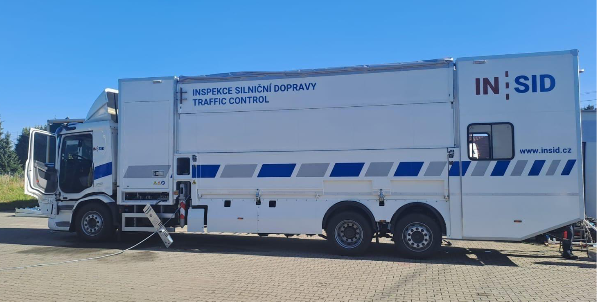 INSPEKCE SILNIČNÍ DOPRAVY
TRAFFIC CONTROL
IN SID
www.insid.cz